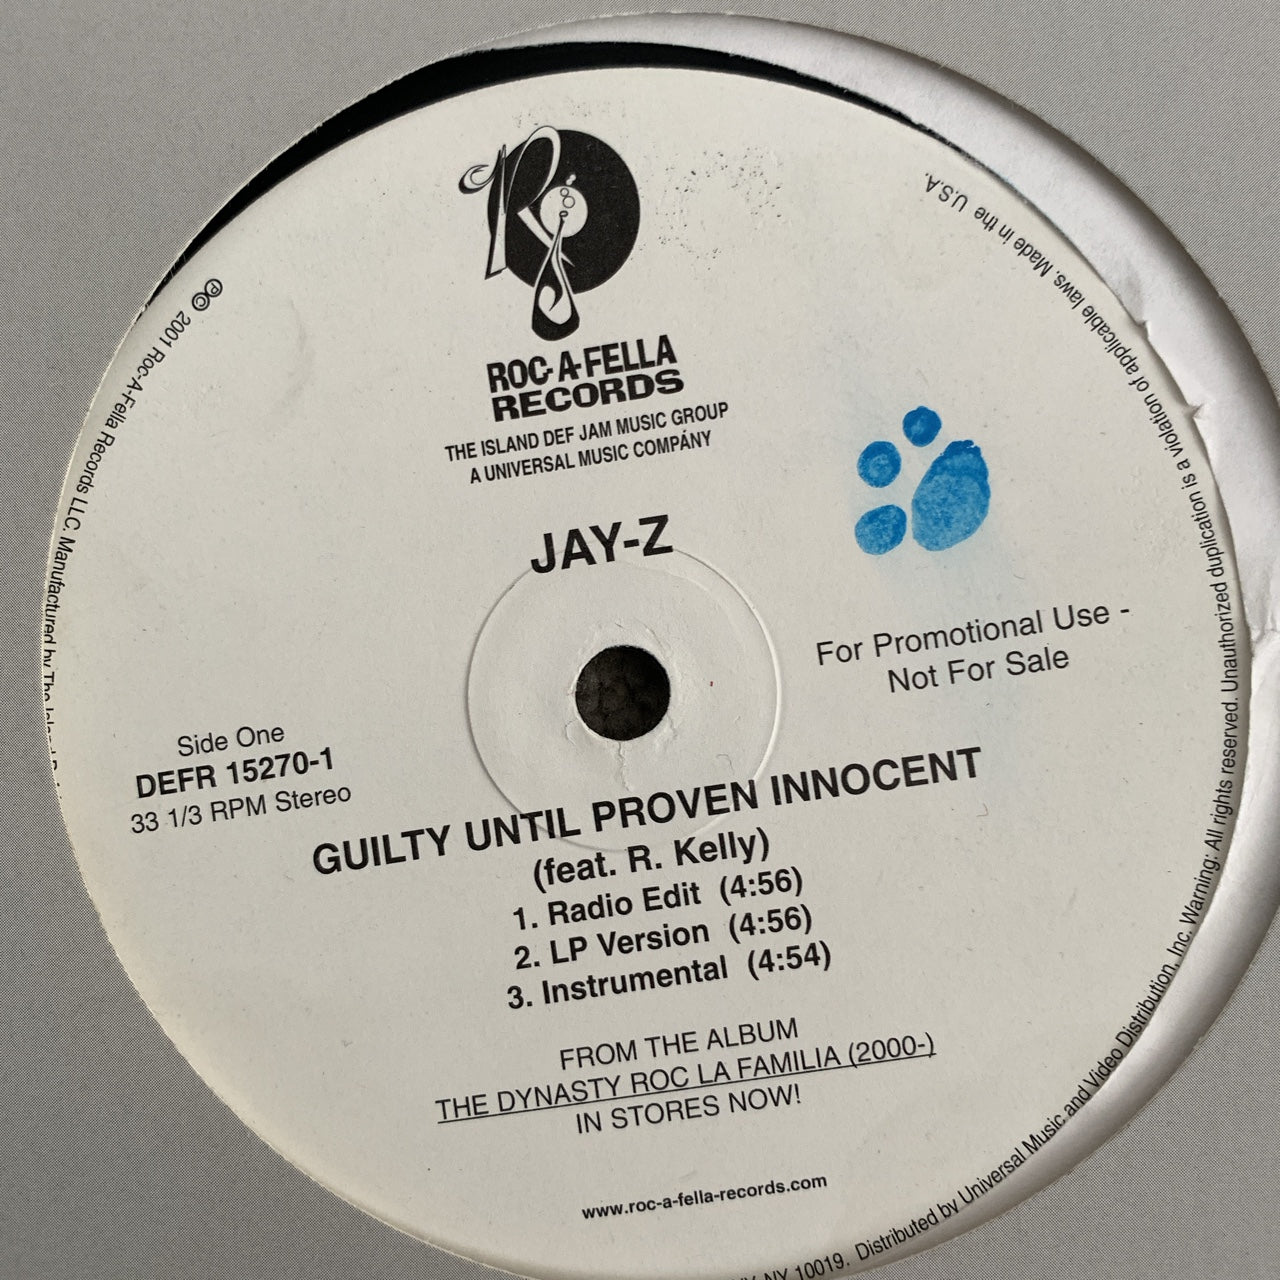 ROC-A-FELLA
RECORDS
THE ISLAND DEF JAM MUSIC GROUP
A UNIVERSAL MUSIC COMPÁNY
JAY-Z
For Promotional Use -
Not For Sale
Side One
DEFR 15270-1
33 1/3 RPM Stereo
GUILTY UNTIL PROVEN INNOCENT
(feat. R. Kelly)
1. Radio Edit (4:56)
2. LP Version (4:56)
3. Instrumental (4:54)
FROM THE ALBUM
THE DYNASTY ROC LA FAMILIA (2000-)
IN STORES NOW!
www.roc-a-fella-records.com
℗© 2001 Roc-A-Fella Records LLC. Manufactured by The NY 10019. Distributed by Universal Music and Video Distribution, Inc. Warning: All rights reserved. Unauthorized duplication is a violation of applicable laws. Made in the U.S.A.